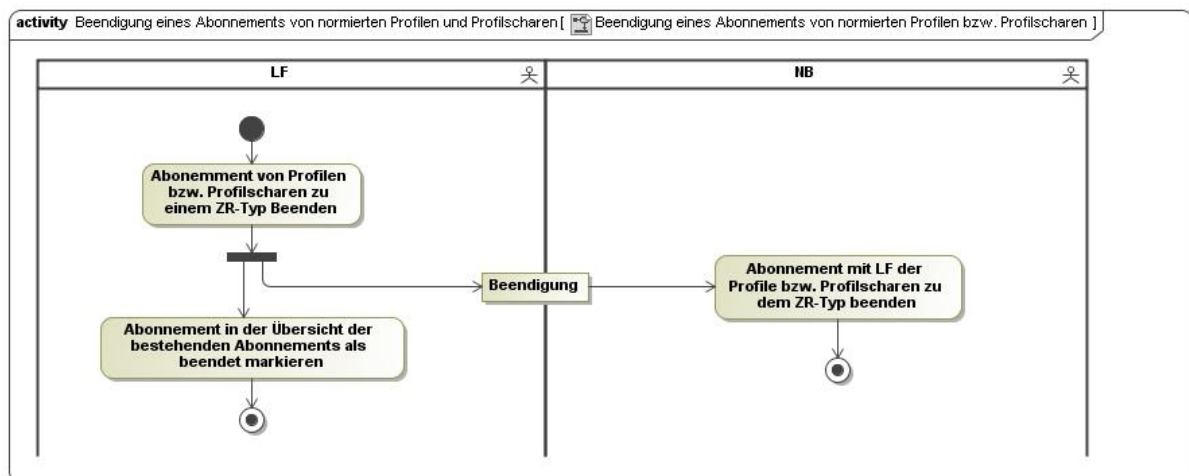 activity Beendigung eines Abonnements von normierten Profilen und Profilscharen [ Beendigung eines Abonnements von normierten Profilen bzw. Profilscharen ]
LF
NB
Abonemment von Profilen
bzw. Profilscharen zu
einem ZR-Typ Beenden
Beendigung
Abonnement mit LF der
Profile bzw. Profilscharen zu
dem ZR-Typ beenden
Abonnement in der Übersicht der
bestehenden Abonnements als
beendet markieren